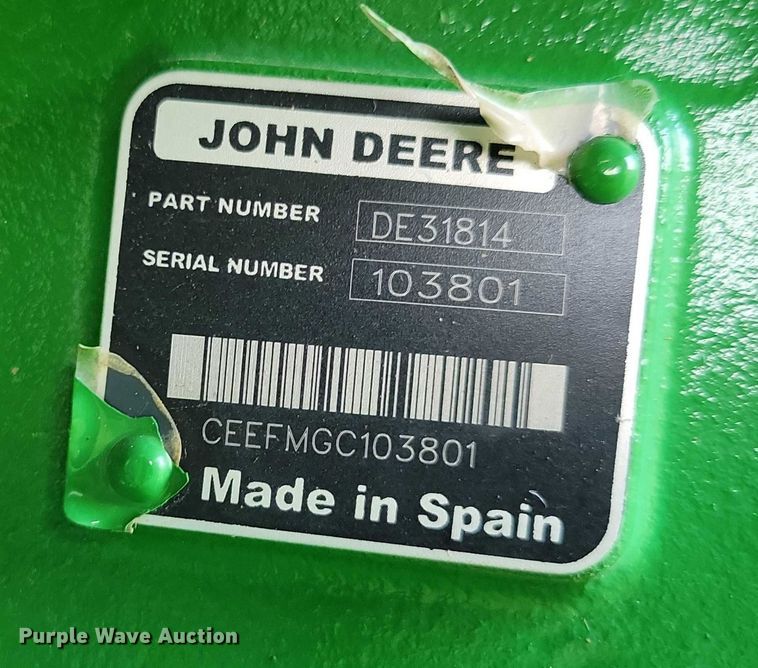 JOHN DEERE
PART NUMBER DE31814
SERIAL NUMBER 103801
CEEFMGC103801
Made in Spain
Purple Wave Auction